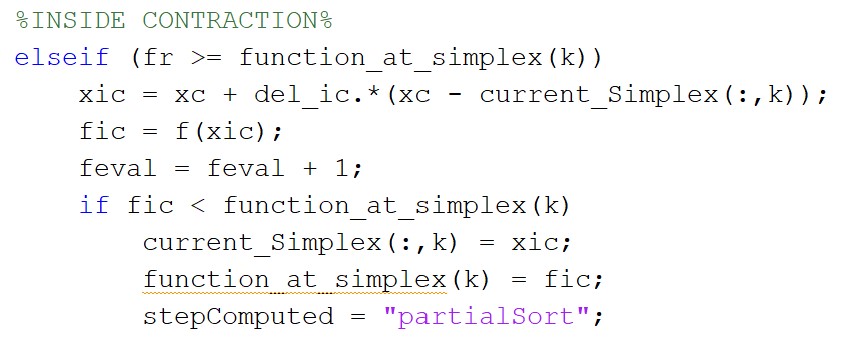 %INSIDE CONTRACTION%
elseif (fr >= function_at_simplex(k))
    xic = xc + del_ic.*(xc - current_Simplex(:,k));
    fic = f(xic);
    feval = feval + 1;
    if fic < function_at_simplex(k)
        current_Simplex(:,k) = xic;
        function_at_simplex(k) = fic;
        stepComputed = "partialSort";